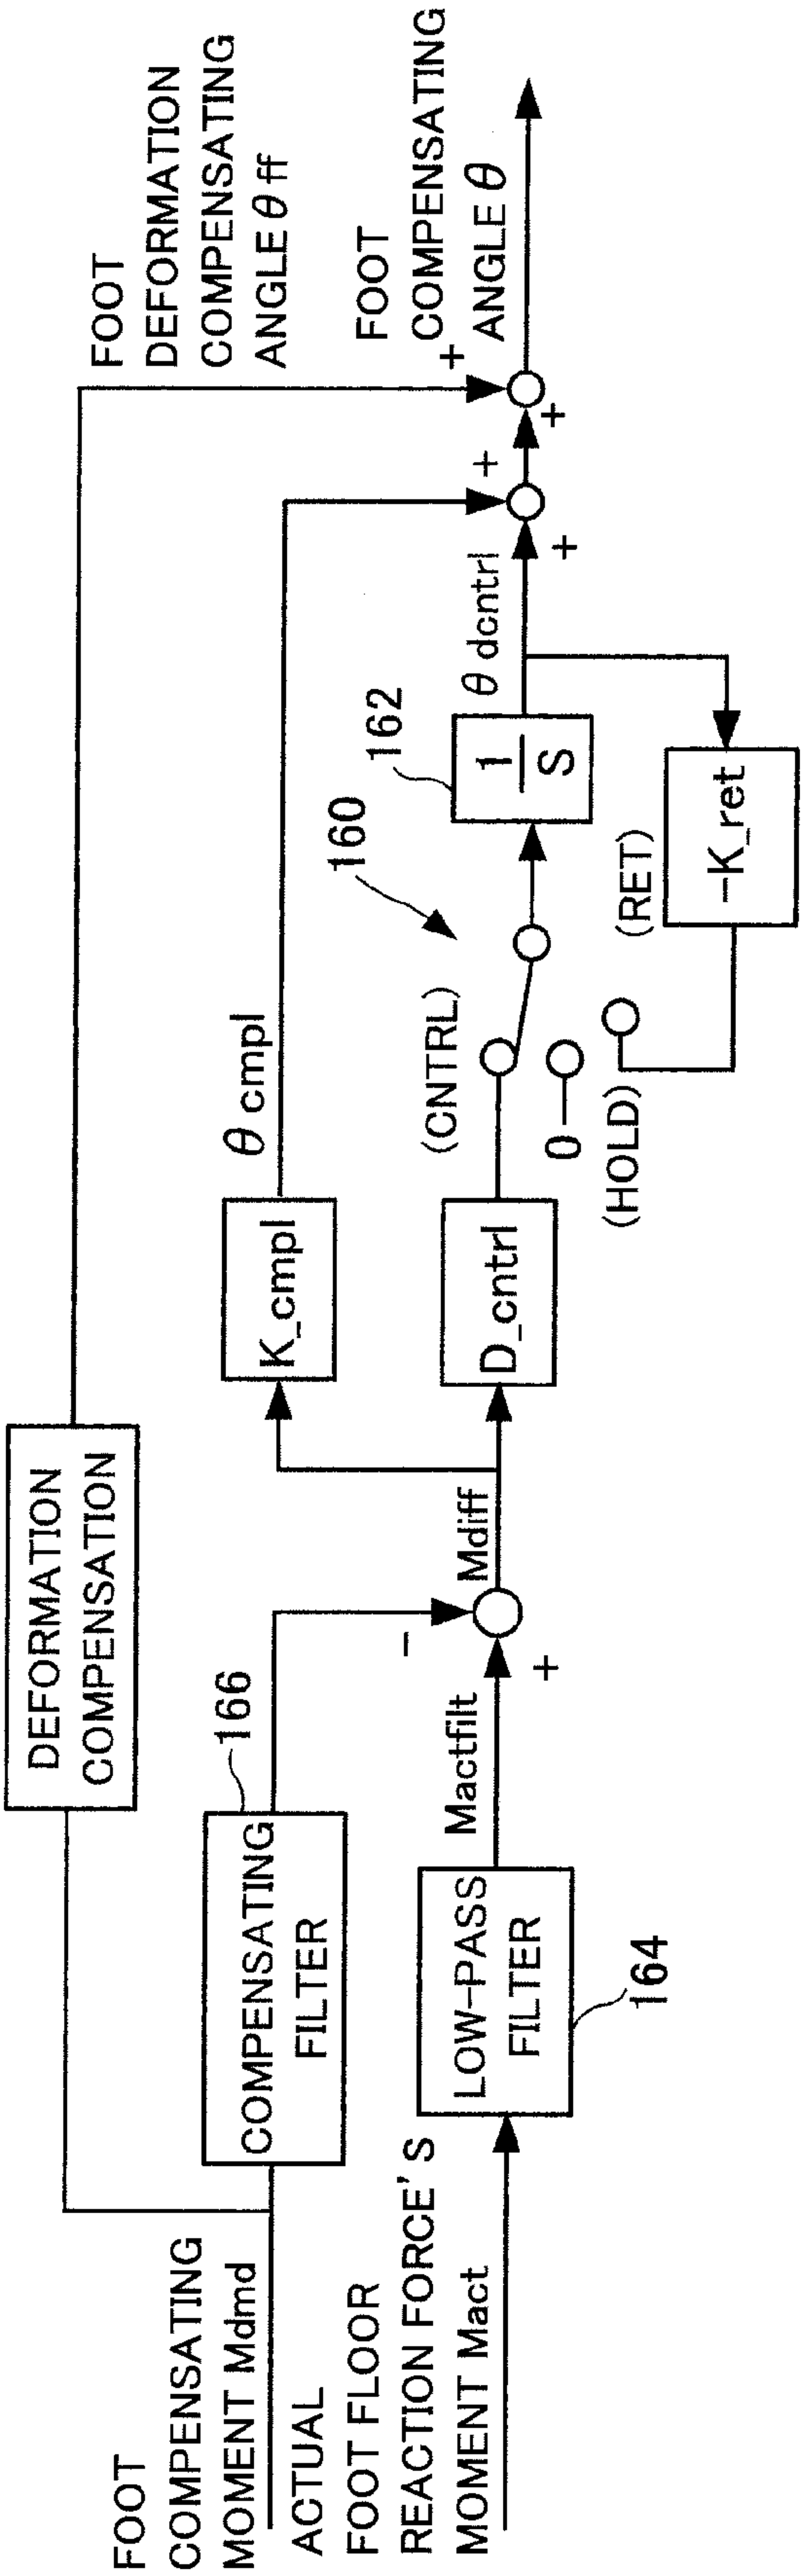 FOOT
COMPENSATING
MOMENT Mdmd
ACTUAL
FOOT FLOOR
REACTION FORCE'S
MOMENT Mact
DEFORMATION
COMPENSATION
COMPENSATING
FILTER
166
LOW-PASS
FILTER
164
Mactfilt
+
−
Mdiff
K_cmpl
θ cmpl
D_cntrl
(CNTRL)
0
(HOLD)
(RET)
160
162
1
S
-K_ret
θ dcntrl
+
+
+
+
FOOT
DEFORMATION
COMPENSATING
ANGLE θ ff
FOOT
COMPENSATING
ANGLE θ